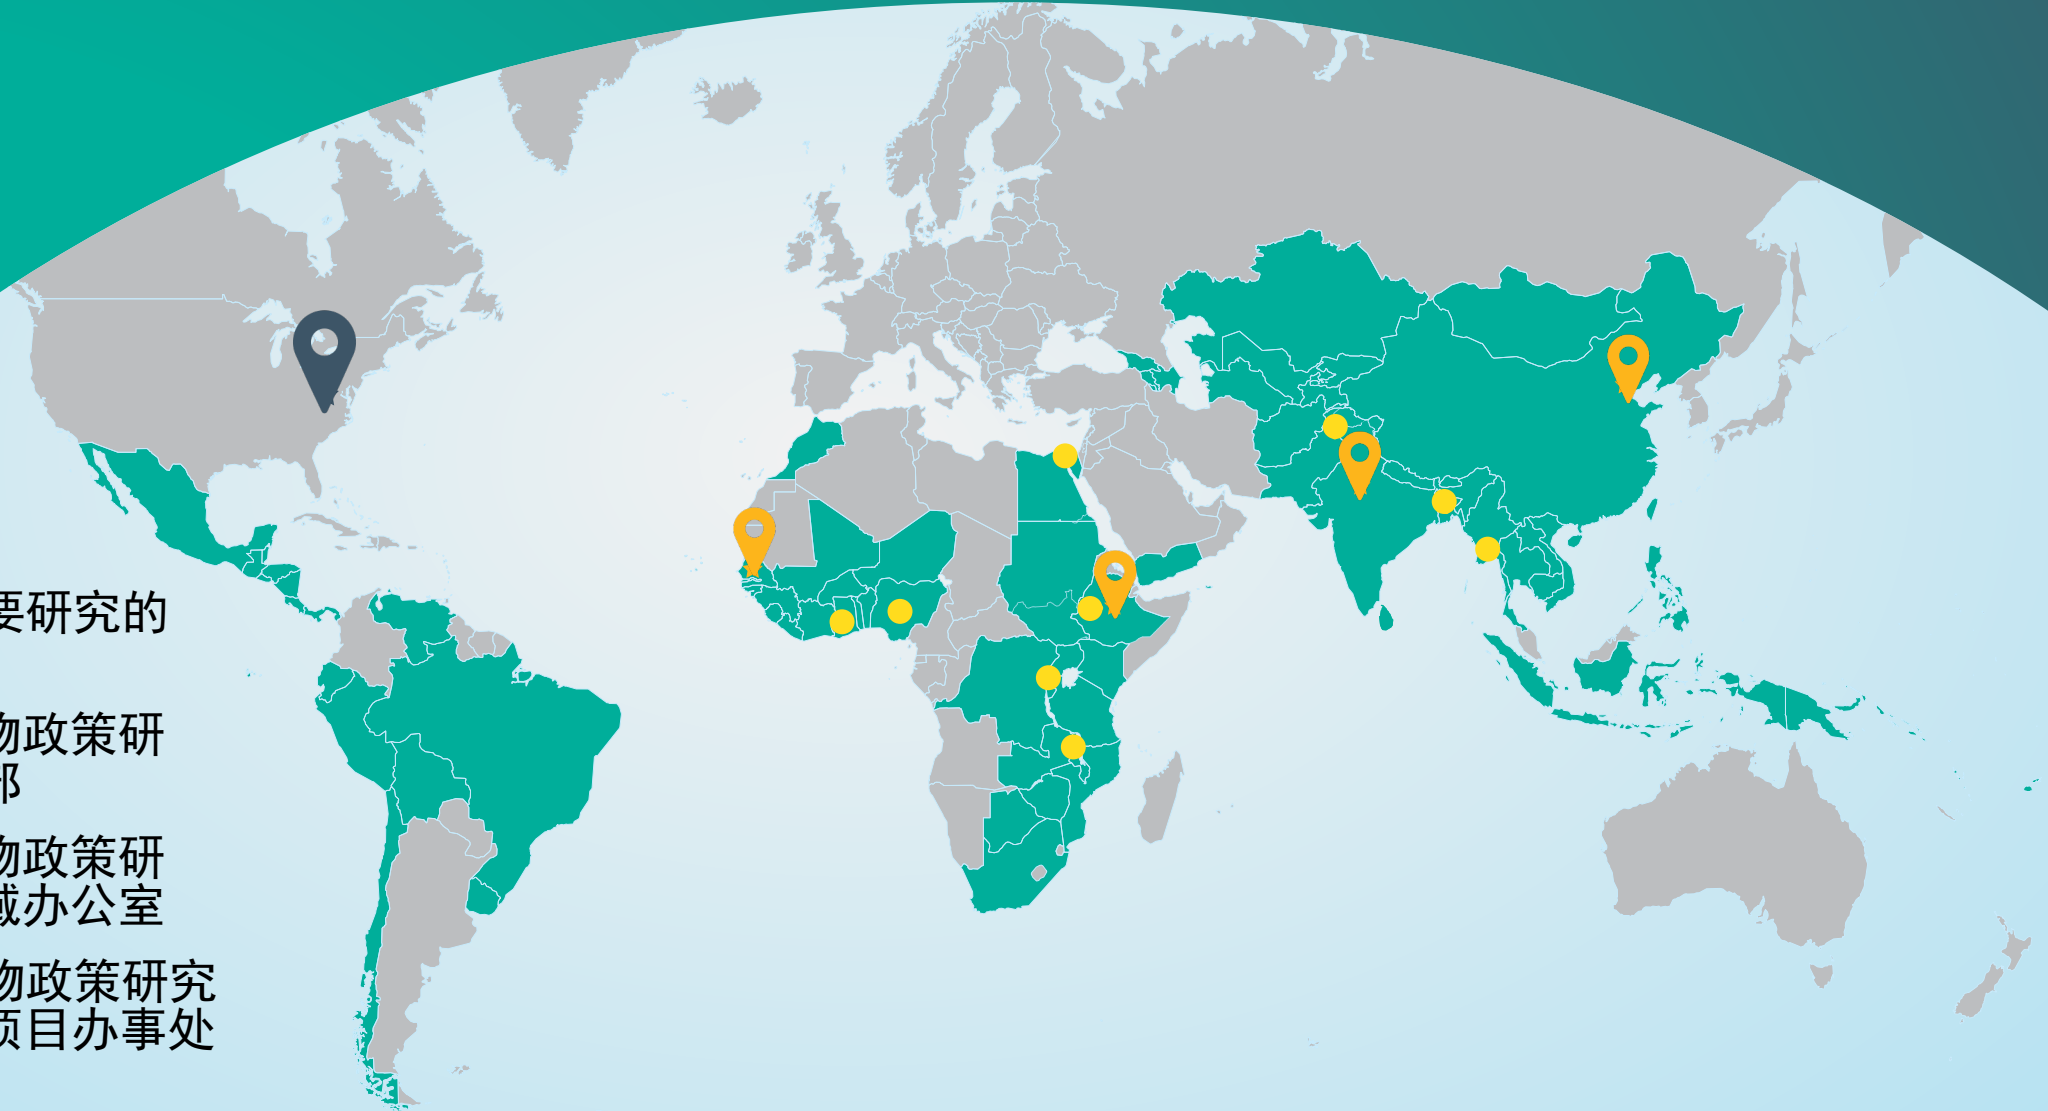 要研究的
物政策研
部
物政策研
域办公室
物政策研究
项目办事处